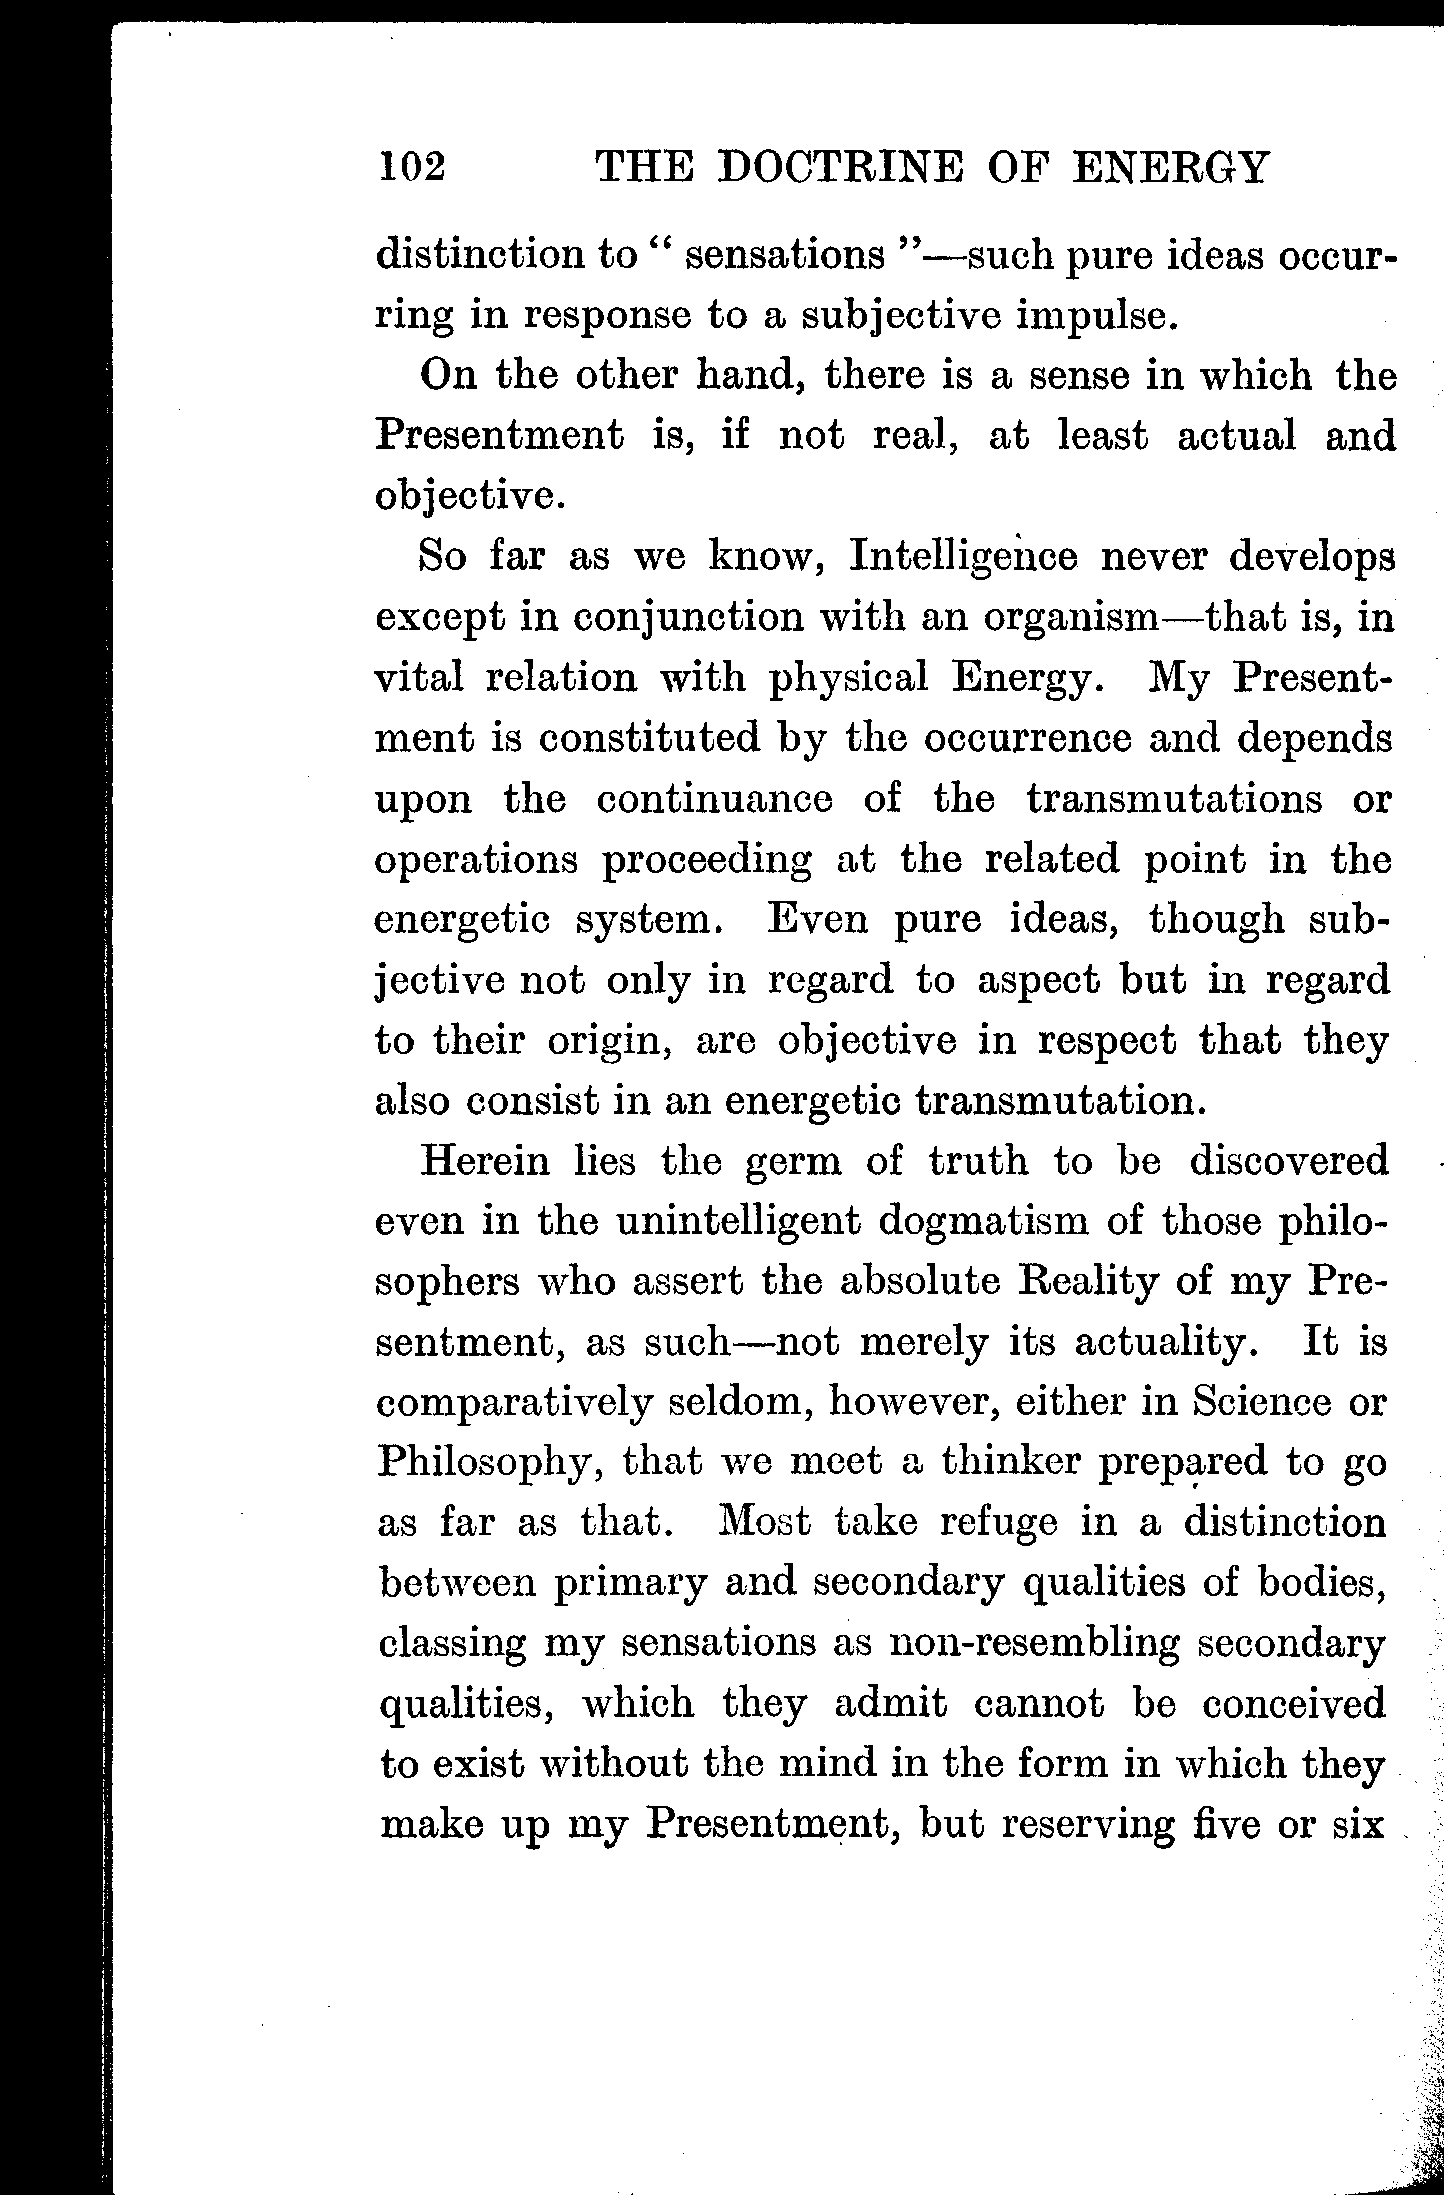 102 THE DOCTRINE OF ENERGY
distinction to “ sensations ”—such pure ideas occur-
ring in response to a subjective impulse.
On the other hand, there is a sense in which the
Presentment is, if not real, at least actual and
objective.
So far as we know, Intelligence never develops
except in conjunction with an organism—that is, in
vital relation with physical Energy. My Present-
ment is constituted by the occurrence and depends
upon the continuance of the transmutations or
operations proceeding at the related point in the
energetic system. Even pure ideas, though sub-
jective not only in regard to aspect but in regard
to their origin, are objective in respect that they
also consist in an energetic transmutation.
Herein lies the germ of truth to be discovered
even in the unintelligent dogmatism of those philo-
sophers who assert the absolute Reality of my Pre-
sentment, as such—not merely its actuality. It is
comparatively seldom, however, either in Science or
Philosophy, that we meet a thinker prepared to go
as far as that. Most take refuge in a distinction
between primary and secondary qualities of bodies,
classing my sensations as non-resembling secondary
qualities, which they admit cannot be conceived
to exist without the mind in the form in which they
make up my Presentment, but reserving five or six